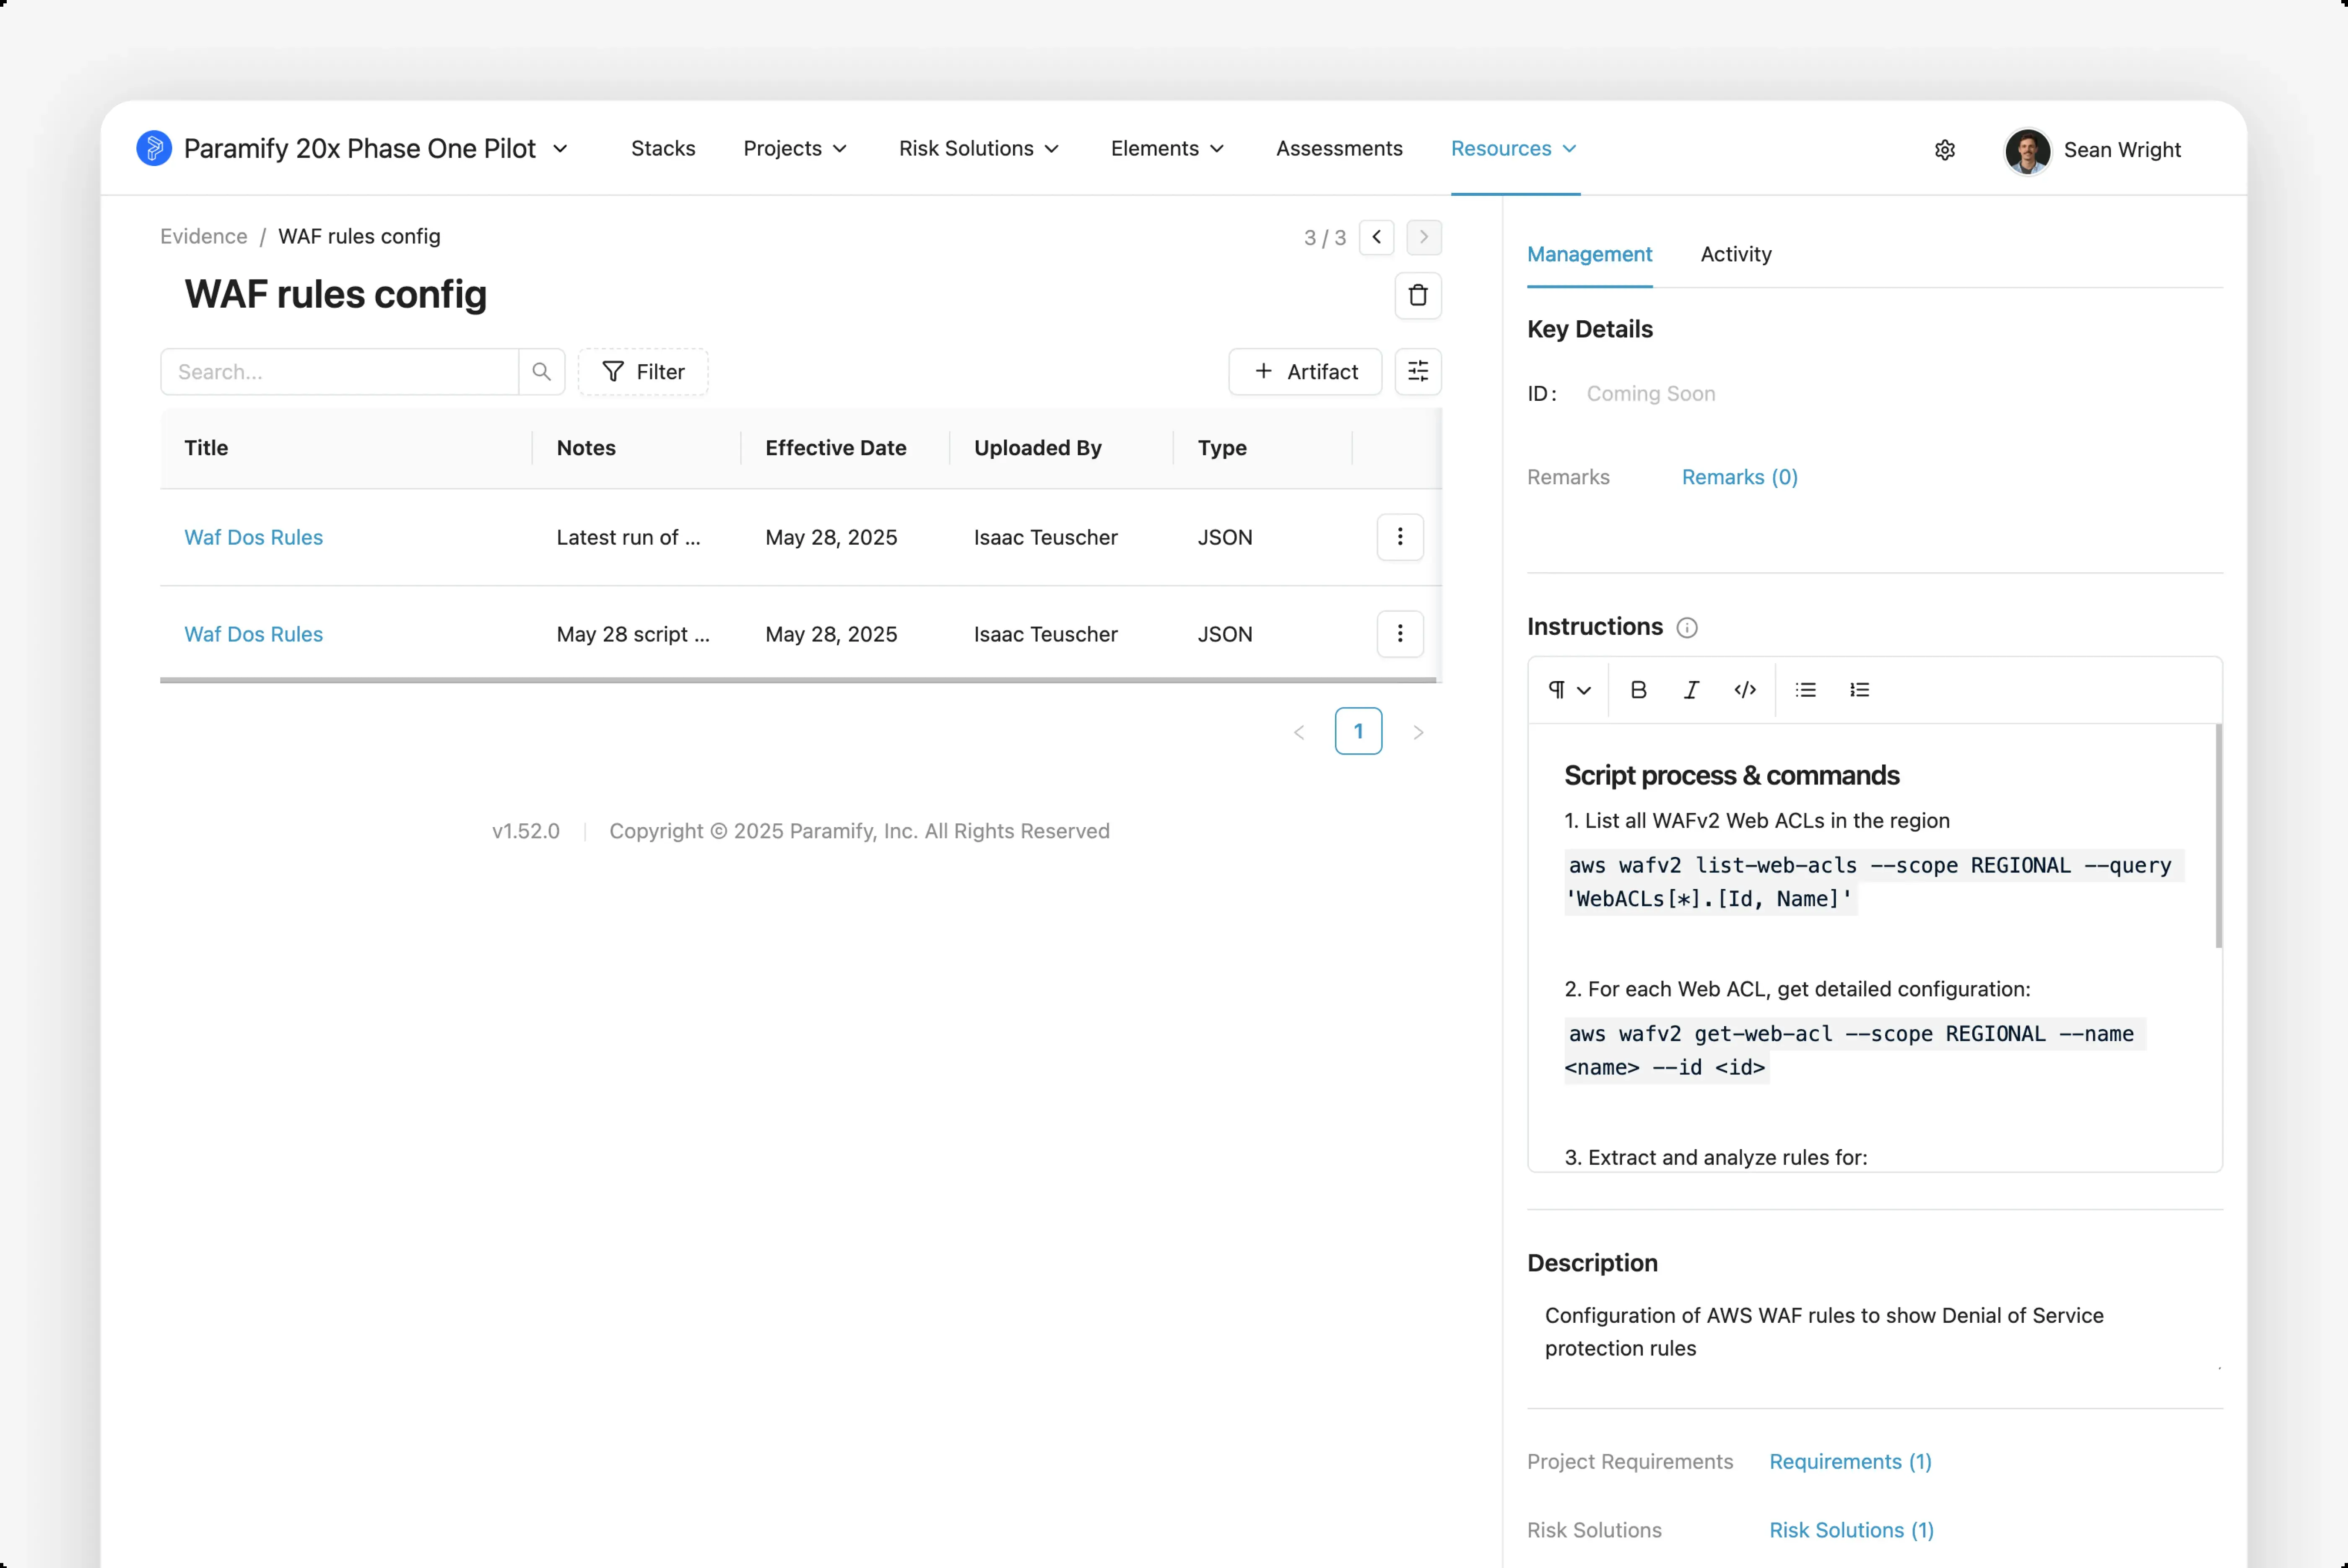 Paramify 20x Phase One Pilot
Stacks
Projects
Risk Solutions
Elements
Assessments
Resources
Sean Wright
Evidence / WAF rules config
3 / 3
WAF rules config
Search...
Filter
+ Artifact
Title Notes Effective Date Uploaded By Type
Waf Dos Rules Latest run of ... May 28, 2025 Isaac Teuscher JSON
Waf Dos Rules May 28 script ... May 28, 2025 Isaac Teuscher JSON
1
v1.52.0 Copyright © 2025 Paramify, Inc. All Rights Reserved
Management Activity
Key Details
ID: Coming Soon
Remarks Remarks (0)
Instructions
Script process & commands
1. List all WAFv2 Web ACLs in the region
aws wafv2 list-web-acls --scope REGIONAL --query
'WebACLs[*].[Id, Name]'
2. For each Web ACL, get detailed configuration:
aws wafv2 get-web-acl --scope REGIONAL --name
<name> --id <id>
3. Extract and analyze rules for:
Description
Configuration of AWS WAF rules to show Denial of Service
protection rules
Project Requirements Requirements (1)
Risk Solutions Risk Solutions (1)